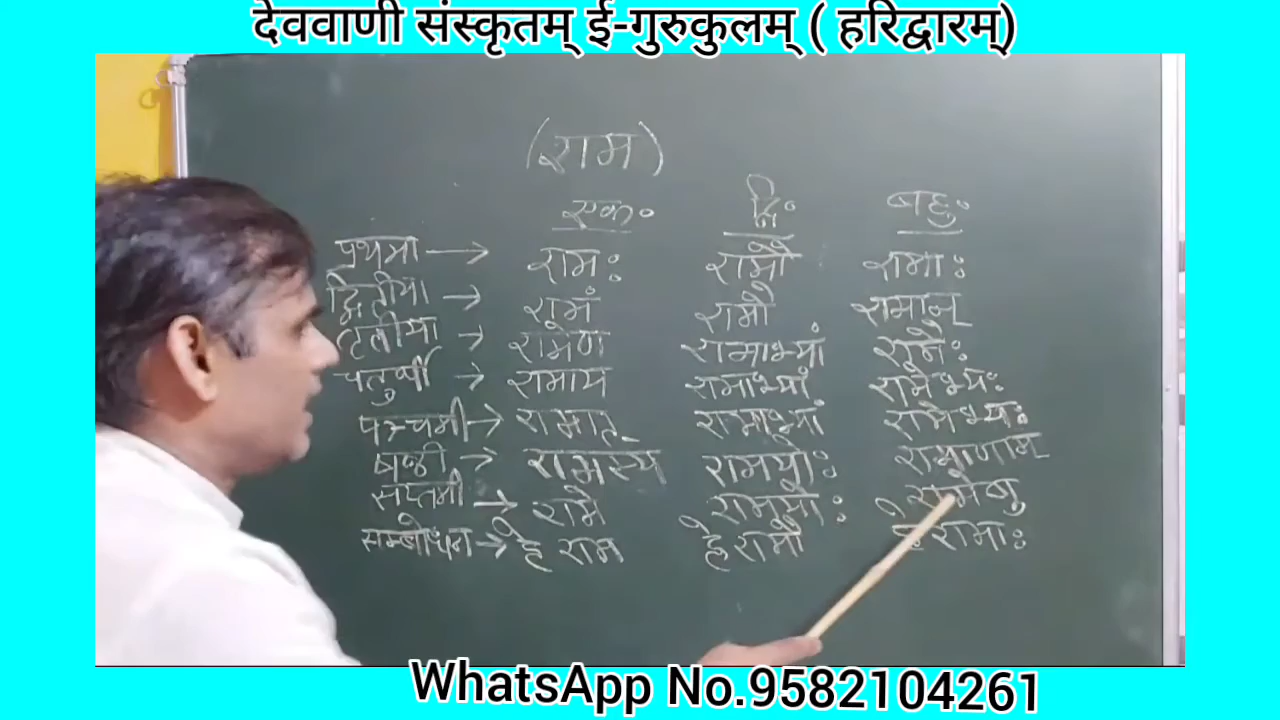 देववाणी संस्कृतम् ई-गुरुकुलम् ( हरिद्वारम्)
(राम)
एक० द्वि० बहु०
प्रथमा → रामः रामौ रामाः
द्वितीया → रामं रामौ रामान्
तृतीया → रामेण रामाभ्यां रामैः
चतुर्थी → रामाय रामाभ्यां रामेभ्यः
पञ्चमी → रामात् रामाभ्यां रामेभ्यः
षष्ठी → रामस्य रामयोः रामाणाम्
सप्तमी → रामे रामयोः रामेषु
सम्बोधन → हे राम हे रामौ हे रामाः
WhatsApp No.9582104261